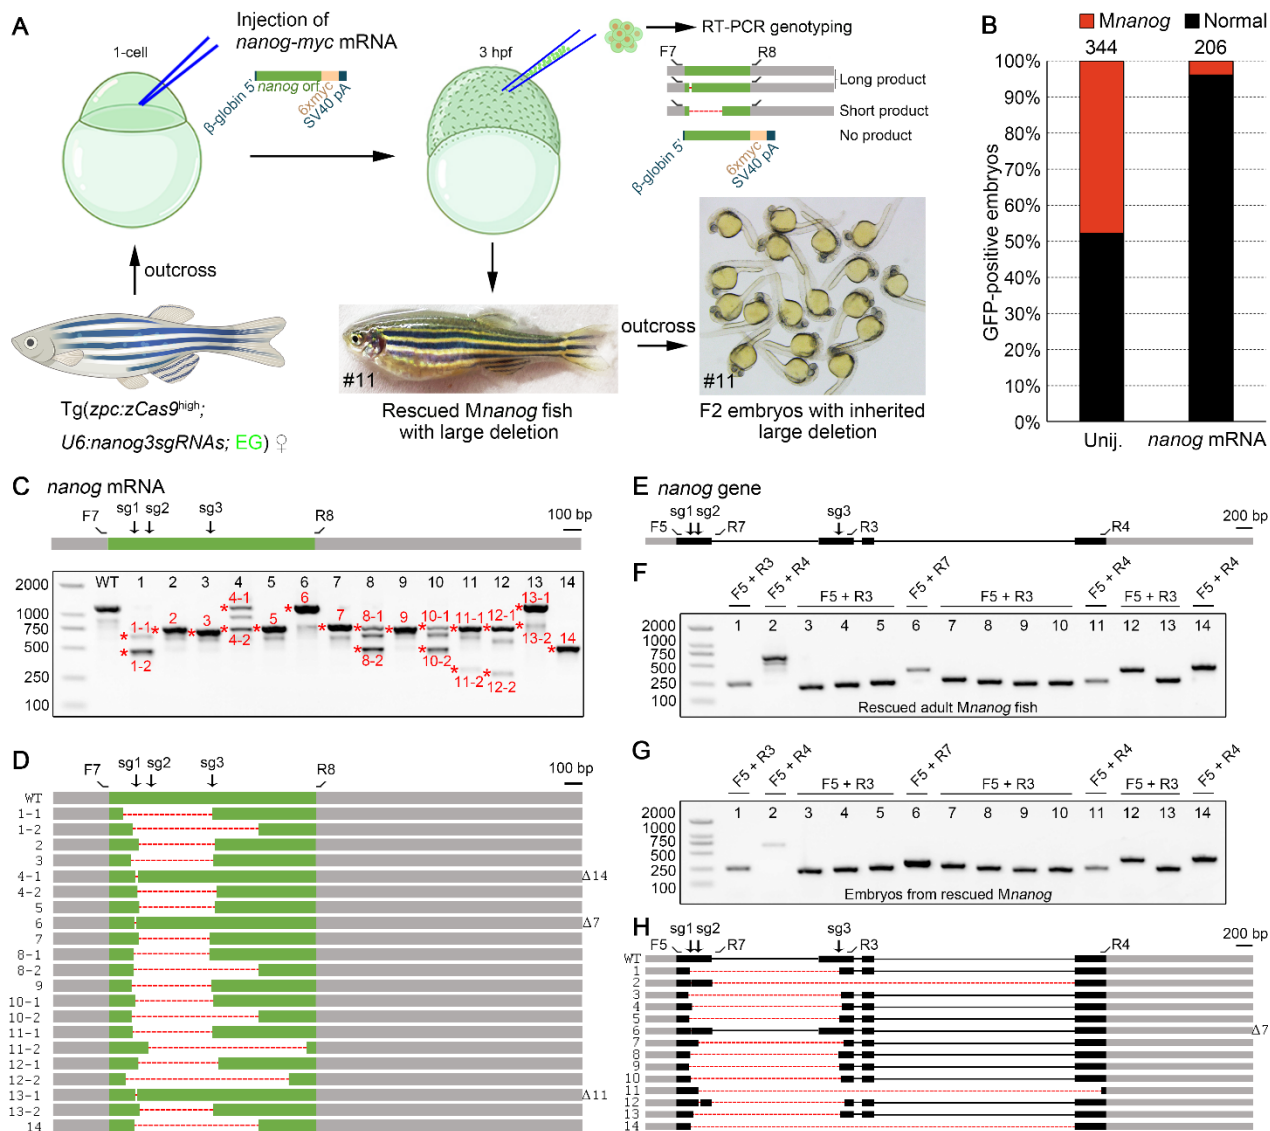 A
Injection of
nanog-myc mRNA
1-cell
nanog orf
β-globin 5'
6xmyc
SV40 pA
3 hpf
RT-PCR genotyping
F7
R8
Long product
Short product
No product
β-globin 5'
6xmyc
SV40 pA
outcross
Tg(zpc:zCas9high;
U6:nanog3sgRNAs; EG) ♀
#11
Rescued Mnanog fish
with large deletion
outcross
#11
F2 embryos with inherited
large deletion
B
Mnanog Normal
344 206
GFP-positive embryos
100%
90%
80%
70%
60%
50%
40%
30%
20%
10%
0%
Unij. nanog mRNA
C nanog mRNA
F7 sg1 sg2 sg3 R8 100 bp
2000
1000
750
500
250
100
WT 1 2 3 4 5 6 7 8 9 10 11 12 13 14
* 1-1
* 1-2
* 2
* 3
* 4-1
* 4-2
* 5
* 6
* 7
* 8-1
* 8-2
* 9
* 10-1
* 10-2
* 11-1
* 11-2
* 12-1
* 12-2
* 13-1
* 13-2
* 14
D
F7 sg1 sg2 sg3 R8 100 bp
WT
1-1
1-2
2
3
4-1 Δ14
4-2
5
6 Δ7
7
8-1
8-2
9
10-1
10-2
11-1
11-2
12-1
12-2
13-1 Δ11
13-2
14
E nanog gene
F5 sg1 sg2 R7 sg3 R3 R4 200 bp
F
F5 + R3 F5 + R4 F5 + R3 F5 + R7 F5 + R3 F5 + R4 F5 + R3 F5 + R4
1 2 3 4 5 6 7 8 9 10 11 12 13 14
2000
1000
750
500
250
100
Rescued adult Mnanog fish
G
F5 + R3 F5 + R4 F5 + R3 F5 + R7 F5 + R3 F5 + R4 F5 + R3 F5 + R4
1 2 3 4 5 6 7 8 9 10 11 12 13 14
2000
1000
750
500
250
100
Embryos from rescued Mnanog
H
F5 sg1 sg2 R7 sg3 R3 R4 200 bp
WT
1
2
3
4
5
6 Δ7
7
8
9
10
11
12
13
14